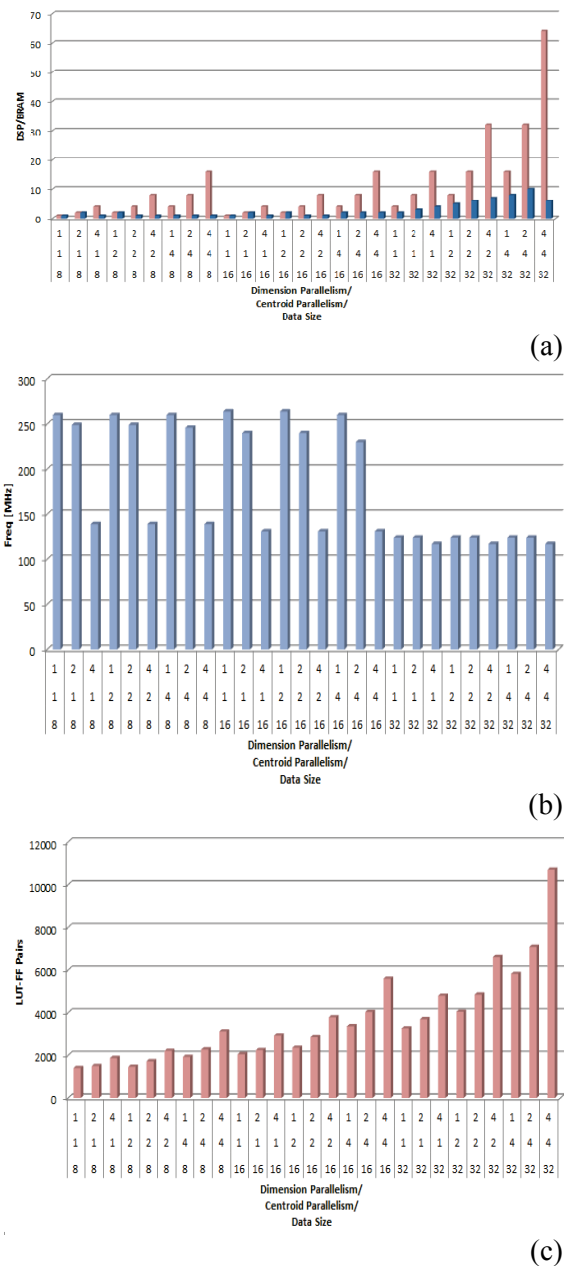 70
60
50
40
30
20
10
0
DSP/BRAM
1 2 4 1 2 4 1 2 4 1 2 4 1 2 4 1 2 4 1 2 4 1 2 4 1 2 4
1 1 1 2 2 2 4 4 4 1 1 1 2 2 2 4 4 4 1 1 1 2 2 2 4 4 4
8 8 8 8 8 8 8 8 8 16 16 16 16 16 16 16 16 16 32 32 32 32 32 32 32 32 32
Dimension Parallelism/
Centroid Parallelism/
Data Size
(a)
300
250
200
150
100
50
0
Freq [MHz]
1 2 4 1 2 4 1 2 4 1 2 4 1 2 4 1 2 4 1 2 4 1 2 4 1 2 4
1 1 1 2 2 2 4 4 4 1 1 1 2 2 2 4 4 4 1 1 1 2 2 2 4 4 4
8 8 8 8 8 8 8 8 8 16 16 16 16 16 16 16 16 16 32 32 32 32 32 32 32 32 32
Dimension Parallelism/
Centroid Parallelism/
Data Size
(b)
12000
10000
8000
6000
4000
2000
0
LUT-FF Pairs
1 2 4 1 2 4 1 2 4 1 2 4 1 2 4 1 2 4 1 2 4 1 2 4 1 2 4
1 1 1 2 2 2 4 4 4 1 1 1 2 2 2 4 4 4 1 1 1 2 2 2 4 4 4
8 8 8 8 8 8 8 8 8 16 16 16 16 16 16 16 16 16 32 32 32 32 32 32 32 32 32
Dimension Parallelism/
Centroid Parallelism/
Data Size
(c)